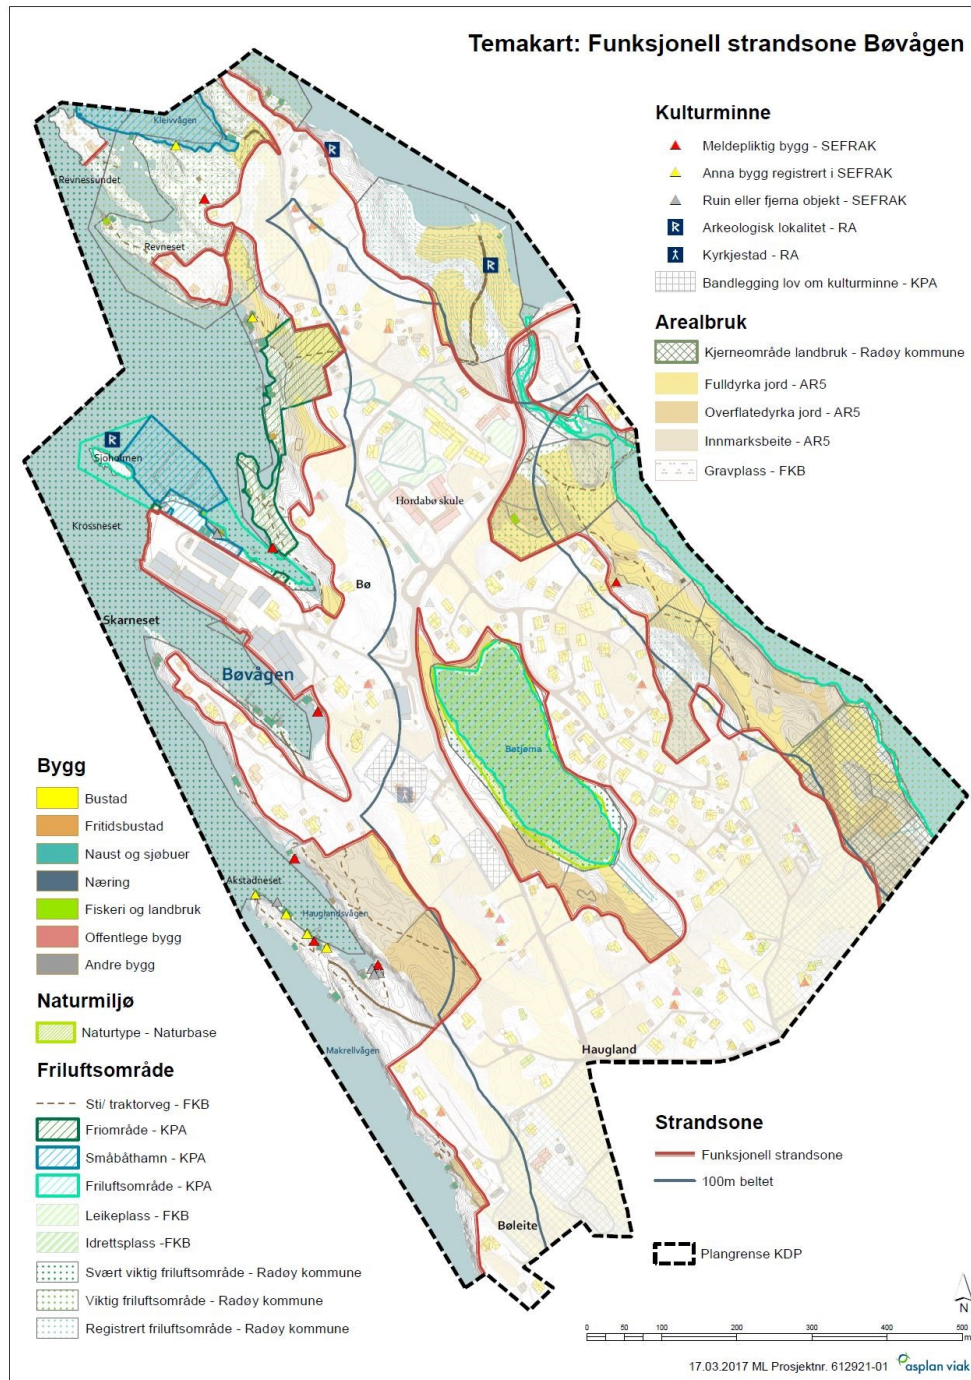 Temakart: Funksjonell strandsone Bøvågen
Kulturminne
Meldepliktig bygg - SEFRAK
Anna bygg registrert i SEFRAK
Ruin eller fjerna objekt - SEFRAK
Arkeologisk lokalitet - RA
Kyrkjestad - RA
Bandlegging lov om kulturminne - KPA
Arealbruk
Kjerneområde landbruk - Radøy kommune
Fulldyrka jord - AR5
Overflatedyrka jord - AR5
Innmarksbeite - AR5
Gravplass - FKB
Kleivvågen
Revnessundet
Revneset
Sjoholmen
Krossneset
Hordabø skule
Bø
Skarneset
Bøvågen
Bøtjørna
Akstadneset
Hauglandsvågen
Makrellvågen
Haugland
Bøleite
Bygg
Bustad
Fritidsbustad
Naust og sjøbuer
Næring
Fiskeri og landbruk
Offentlege bygg
Andre bygg
Naturmiljø
Naturtype - Naturbase
Friluftsområde
Sti/ traktorveg - FKB
Friområde - KPA
Småbåthamn - KPA
Friluftsområde - KPA
Leikeplass - FKB
Idrettsplass -FKB
Svært viktig friluftsområde - Radøy kommune
Viktig friluftsområde - Radøy kommune
Registrert friluftsområde - Radøy kommune
Strandsone
Funksjonell strandsone
100m beltet
Plangrense KDP
N
0 50 100 200 300 400 500
m
17.03.2017 ML Prosjektnr. 612921-01 asplan viak